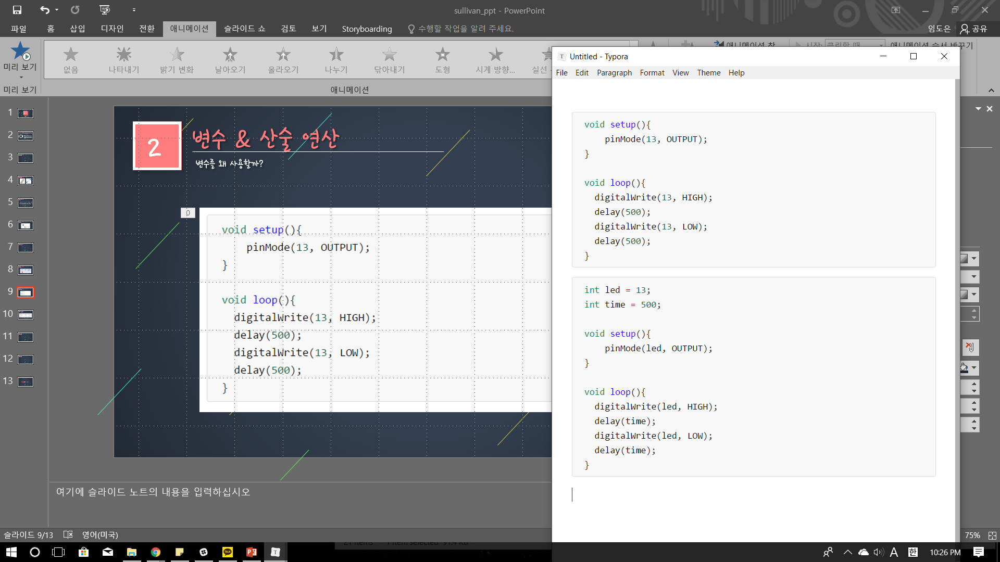 sullivan_ppt - PowerPoint
파일 홈 삽입 디자인 전환 애니메이션 슬라이드 쇼 검토 보기 Storyboarding 수행할 작업을 알려 주세요. 임도은 공유
미리 보기
없음 나타내기 밝기 변화 날아오기 올라오기 나누기 닦아내기 도형 시계 방향... 실선
미리 보기
애니메이션
1
2
3
4
5
6
7
8
9
10
11
12
13
2
변수 & 산술 연산
변수를 왜 사용할까?
0
void setup(){
pinMode(13, OUTPUT);
}
void loop(){
digitalWrite(13, HIGH);
delay(500);
digitalWrite(13, LOW);
delay(500);
}
여기에 슬라이드 노트의 내용을 입력하십시오
슬라이드 9/13 영어(미국)
75%
Untitled - Typora
File Edit Paragraph Format View Theme Help
void setup(){
pinMode(13, OUTPUT);
}
void loop(){
digitalWrite(13, HIGH);
delay(500);
digitalWrite(13, LOW);
delay(500);
}
int led = 13;
int time = 500;
void setup(){
pinMode(led, OUTPUT);
}
void loop(){
digitalWrite(led, HIGH);
delay(time);
digitalWrite(led, LOW);
delay(time);
}
A 한 10:26 PM